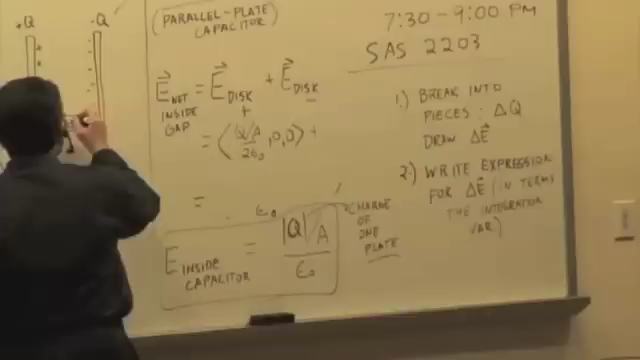 +Q
-Q
(PARALLEL-PLATE
CAPACITOR)
E NET INSIDE GAP = E DISK + + E DISK -
= ⟨ Q/A / 2ε₀ , 0, 0 ⟩ +
=
ε₀
E INSIDE CAPACITOR = |Q|/A / ε₀
CHARGE
OF
ONE
PLATE
7:30 - 9:00 PM
SAS 2203
1.) BREAK INTO
PIECES : ΔQ
DRAW ΔE
2.) WRITE EXPRESSION
FOR ΔE (IN TERMS
THE INTEGRATION
VAR.)